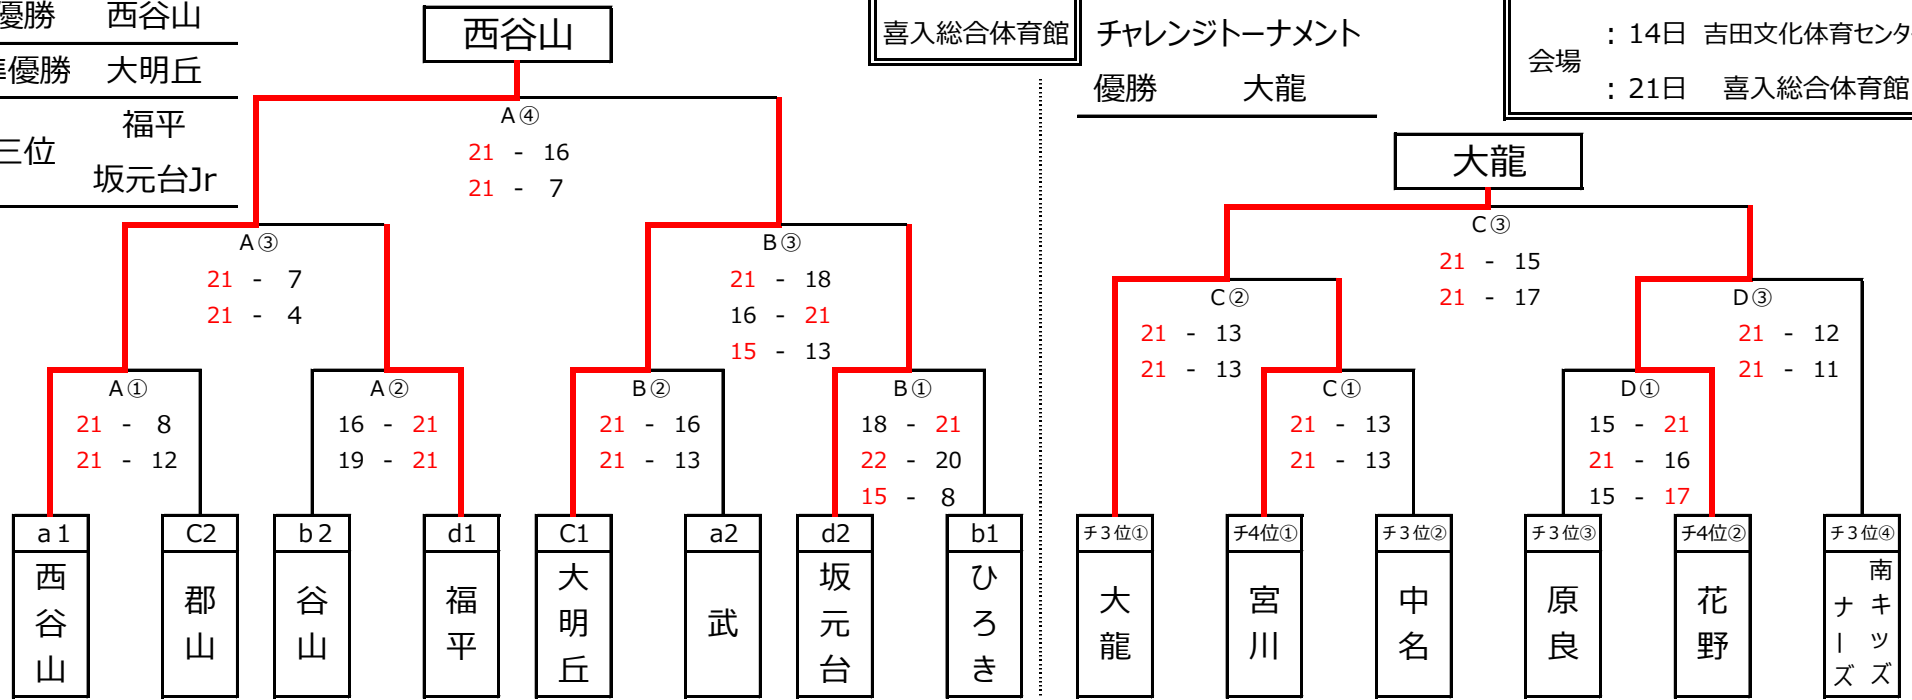 優勝 西谷山
準優勝 大明丘
三位 福平
坂元台Jr
西谷山
喜入総合体育館
チャレンジトーナメント
優勝 大龍
会場
：14日 吉田文化体育センター
：21日 喜入総合体育館
A④
21 - 16
21 - 7
A③
21 - 7
21 - 4
B③
21 - 18
16 - 21
15 - 13
A①
21 - 8
21 - 12
A②
16 - 21
19 - 21
B②
21 - 16
21 - 13
B①
18 - 21
22 - 20
15 - 8
a1
C2
b2
d1
C1
a2
d2
b1
西谷山
郡山
谷山
福平
大明丘
武
坂元台
ひろき
大龍
C③
21 - 15
21 - 17
C②
21 - 13
21 - 13
D③
21 - 12
21 - 11
C①
21 - 13
21 - 13
D①
15 - 21
21 - 16
15 - 17
チ3位①
チ4位①
チ3位②
チ3位③
チ4位②
チ3位④
大龍
宮川
中名
原良
花野
南キッズ
ナーズ